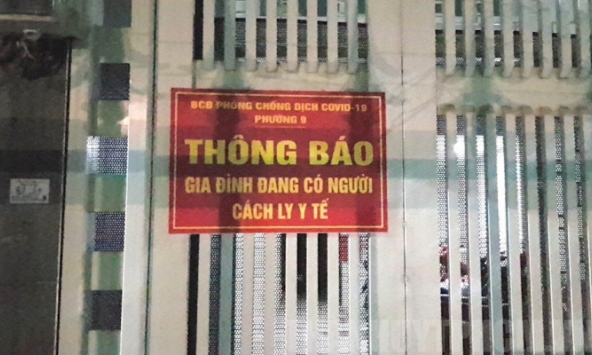 BCĐ PHÒNG CHỐNG DỊCH COVID-19
PHƯỜNG 9
THÔNG BÁO
GIA ĐÌNH ĐANG CÓ NGƯỜI
CÁCH LY Y TẾ